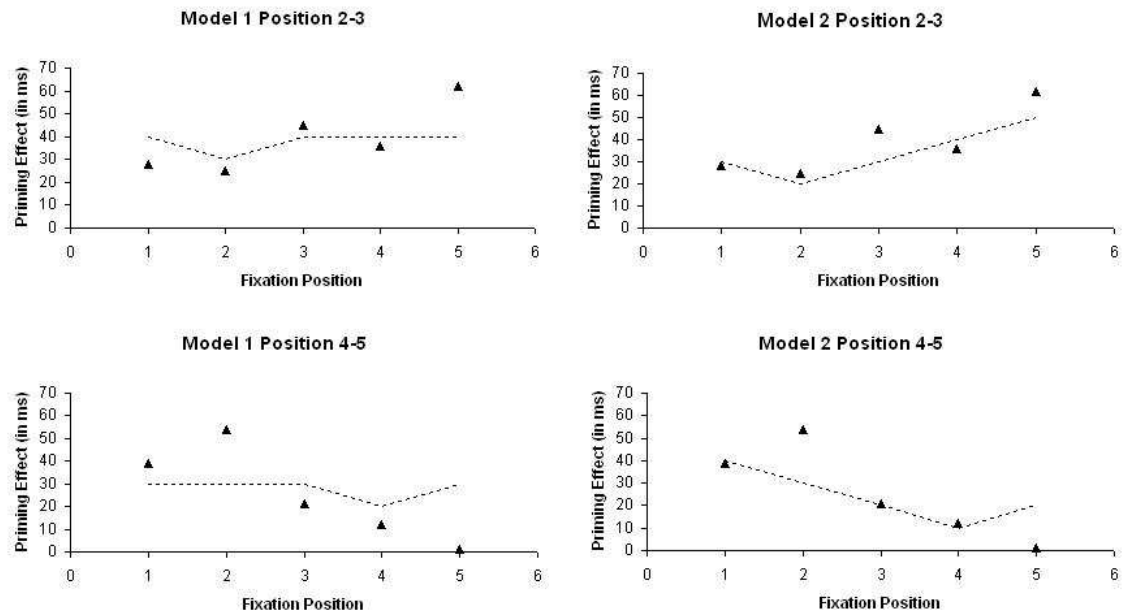 Model 1 Position 2-3
Priming Effect (in ms)
70
60
50
40
30
20
10
0
0 1 2 3 4 5 6
Fixation Position
Model 2 Position 2-3
Priming Effect (in ms)
70
60
50
40
30
20
10
0
0 1 2 3 4 5 6
Fixation Position
Model 1 Position 4-5
Priming Effect (in ms)
70
60
50
40
30
20
10
0
0 1 2 3 4 5 6
Fixation Position
Model 2 Position 4-5
Priming Effect (in ms)
70
60
50
40
30
20
10
0
0 1 2 3 4 5 6
Fixation Position